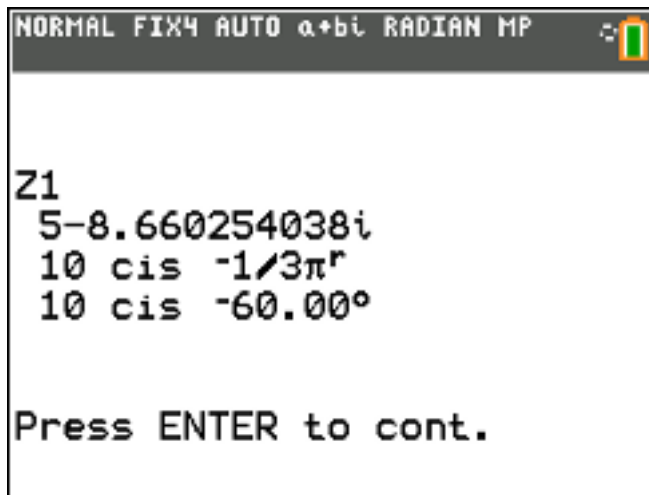 NORMAL FIX4 AUTO a+bi RADIAN MP
Z1
5-8.660254038i
10 cis ⁻1/3πʳ
10 cis ⁻60.00°
Press ENTER to cont.